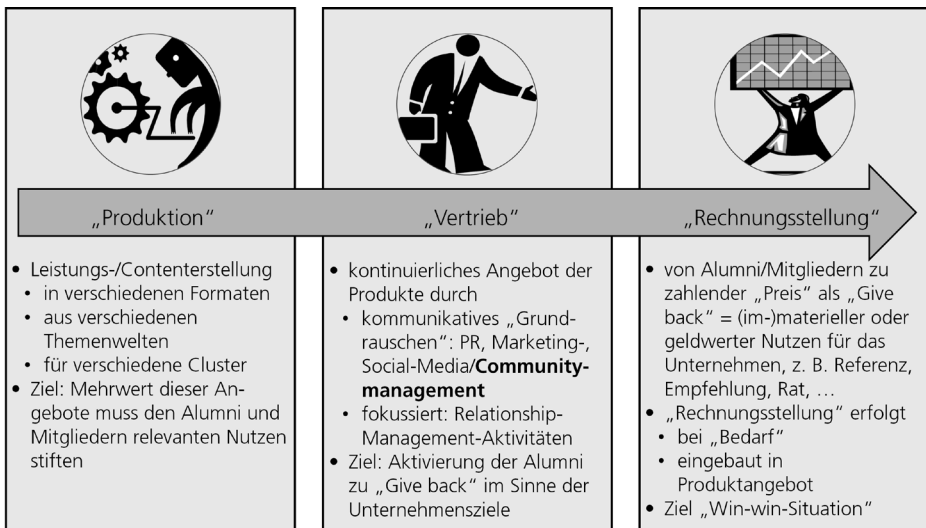 „Produktion“
„Vertrieb“
„Rechnungsstellung“
• Leistungs-/Contenterstellung
• in verschiedenen Formaten
• aus verschiedenen
Themenwelten
• für verschiedene Cluster
• Ziel: Mehrwert dieser An-
gebote muss den Alumni und
Mitgliedern relevanten Nutzen
stiften
• kontinuierliches Angebot der
Produkte durch
• kommunikatives „Grund-
rauschen“: PR, Marketing-,
Social-Media/Community-
management
• fokussiert: Relationship-
Management-Aktivitäten
• Ziel: Aktivierung der Alumni
zu „Give back“ im Sinne der
Unternehmensziele
• von Alumni/Mitgliedern zu
zahlender „Preis“ als „Give
back“ = (im-)materieller oder
geldwerter Nutzen für das
Unternehmen, z. B. Referenz,
Empfehlung, Rat, …
• „Rechnungsstellung“ erfolgt
• bei „Bedarf“
• eingebaut in
Produktangebot
• Ziel „Win-win-Situation“